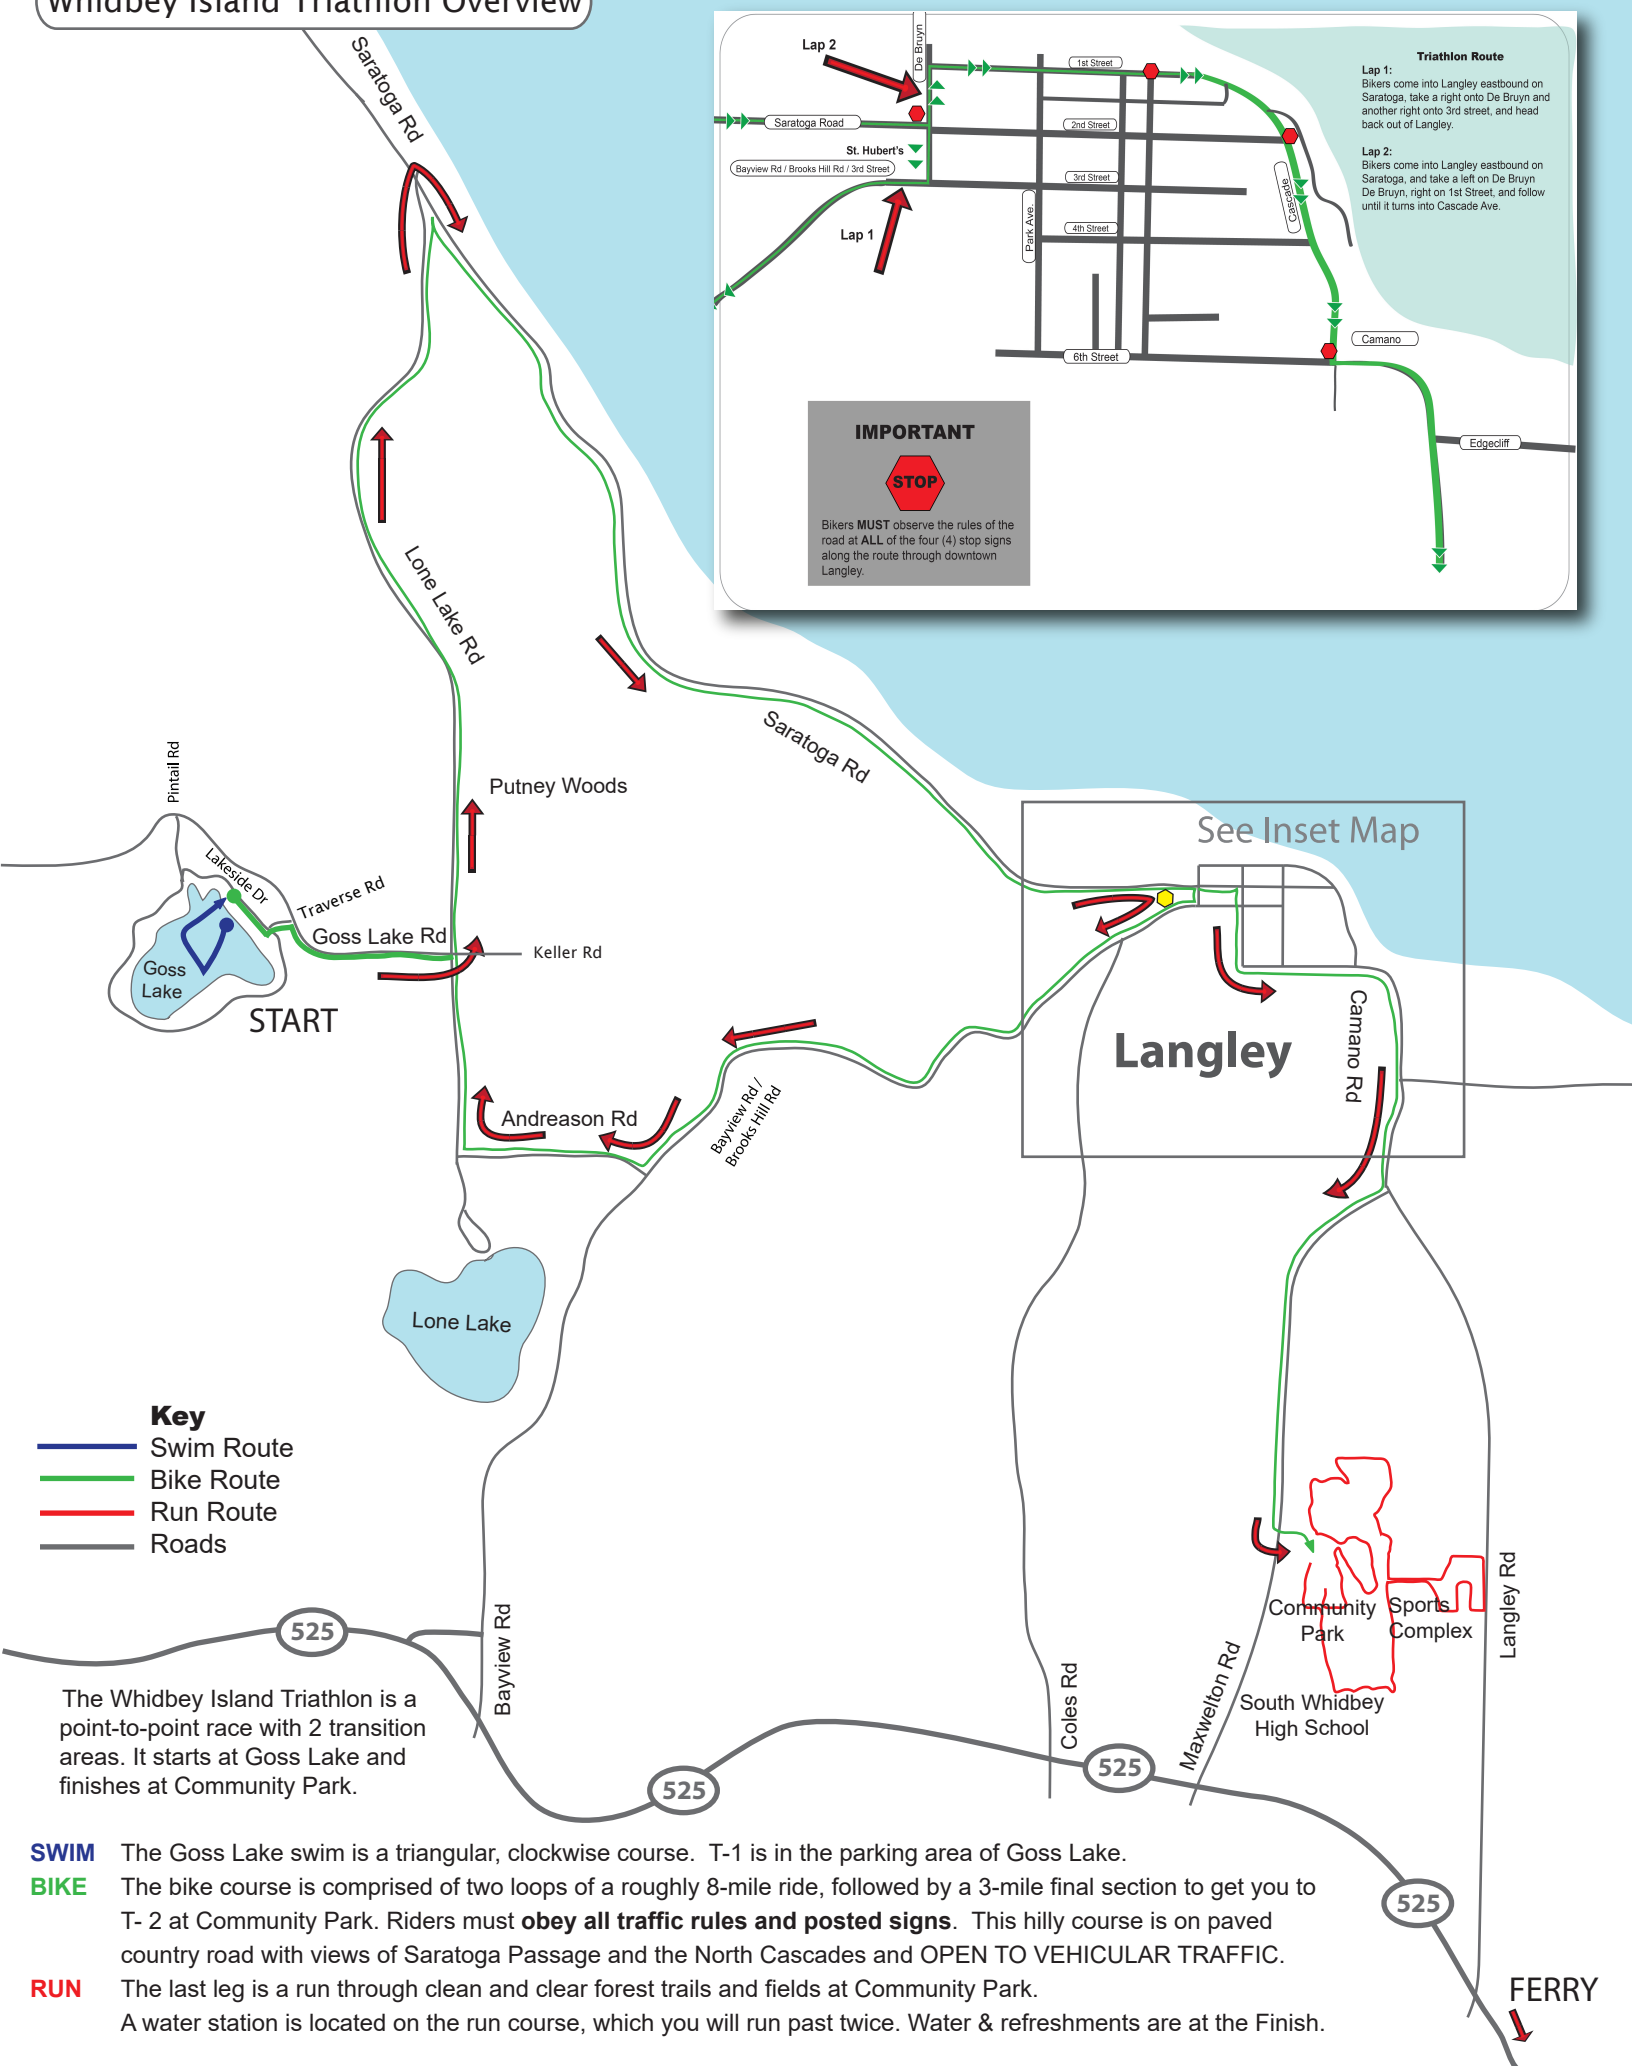 Whidbey Island Triathlon Overview
Saratoga Rd
Lap 2
De Bruyn
1st Street
Saratoga Road
2nd Street
St. Hubert's
Bayview Rd / Brooks Hill Rd / 3rd Street
3rd Street
Park Ave.
Cascade
4th Street
Lap 1
6th Street
Camano
Edgecliff
Triathlon Route
Lap 1:
Bikers come into Langley eastbound on
Saratoga, take a right onto De Bruyn and
another right onto 3rd street, and head
back out of Langley.
Lap 2:
Bikers come into Langley eastbound on
Saratoga, and take a left on De Bruyn
De Bruyn, right on 1st Street, and follow
until it turns into Cascade Ave.
IMPORTANT
STOP
Bikers MUST observe the rules of the
road at ALL of the four (4) stop signs
along the route through downtown
Langley.
Lone Lake Rd
Saratoga Rd
Pintail Rd
Putney Woods
See Inset Map
Lakeside Dr
Traverse Rd
Goss Lake Rd
Keller Rd
Goss
Lake
START
Langley
Camano Rd
Andreason Rd
Bayview Rd /
Brooks Hill Rd
Lone Lake
Key
Swim Route
Bike Route
Run Route
Roads
Community
Park
Sports
Complex
Langley Rd
525
Bayview Rd
Coles Rd
Maxwelton Rd
South Whidbey
High School
The Whidbey Island Triathlon is a
point-to-point race with 2 transition
areas. It starts at Goss Lake and
finishes at Community Park.
525
525
525
FERRY
SWIM The Goss Lake swim is a triangular, clockwise course. T-1 is in the parking area of Goss Lake.
BIKE The bike course is comprised of two loops of a roughly 8-mile ride, followed by a 3-mile final section to get you to
T- 2 at Community Park. Riders must obey all traffic rules and posted signs. This hilly course is on paved
country road with views of Saratoga Passage and the North Cascades and OPEN TO VEHICULAR TRAFFIC.
RUN The last leg is a run through clean and clear forest trails and fields at Community Park.
A water station is located on the run course, which you will run past twice. Water & refreshments are at the Finish.